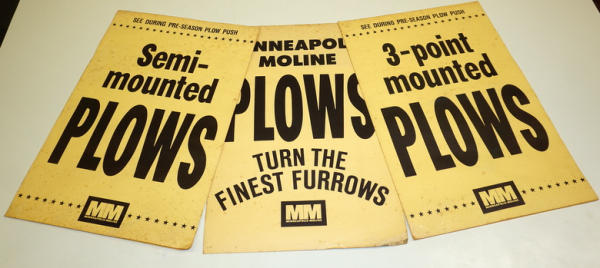 SEE DURING PRE-SEASON PLOW PUSH
Semi-
mounted
PLOWS
MM
NNEAPOL
MOLINE
PLOWS
TURN THE
FINEST FURROWS
MM
SEE DURING PRE-SEASON PLOW PUSH
3-point
mounted
PLOWS
MM